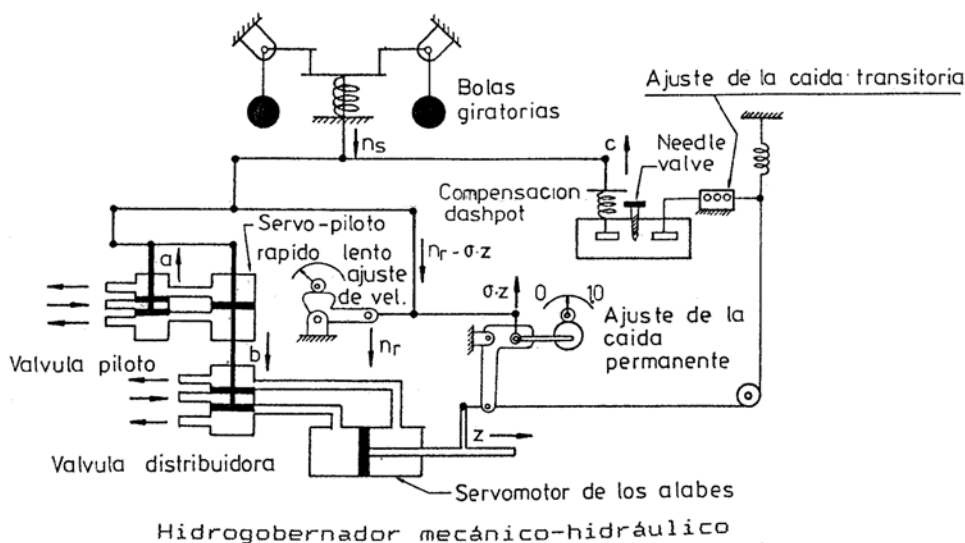 Bolas
giratorias
Ajuste de la caida transitoria
n_s
c
Needle
valve
Compensacion
dashpot
Servo-piloto
rapido lento
ajuste
de vel.
n_r - σ·z
a
σ·z
0
10
Ajuste de la
caida
permanente
Valvula piloto
b
n_r
z
Valvula distribuidora
Servomotor de los alabes
Hidrogobernador mecánico-hidráulico